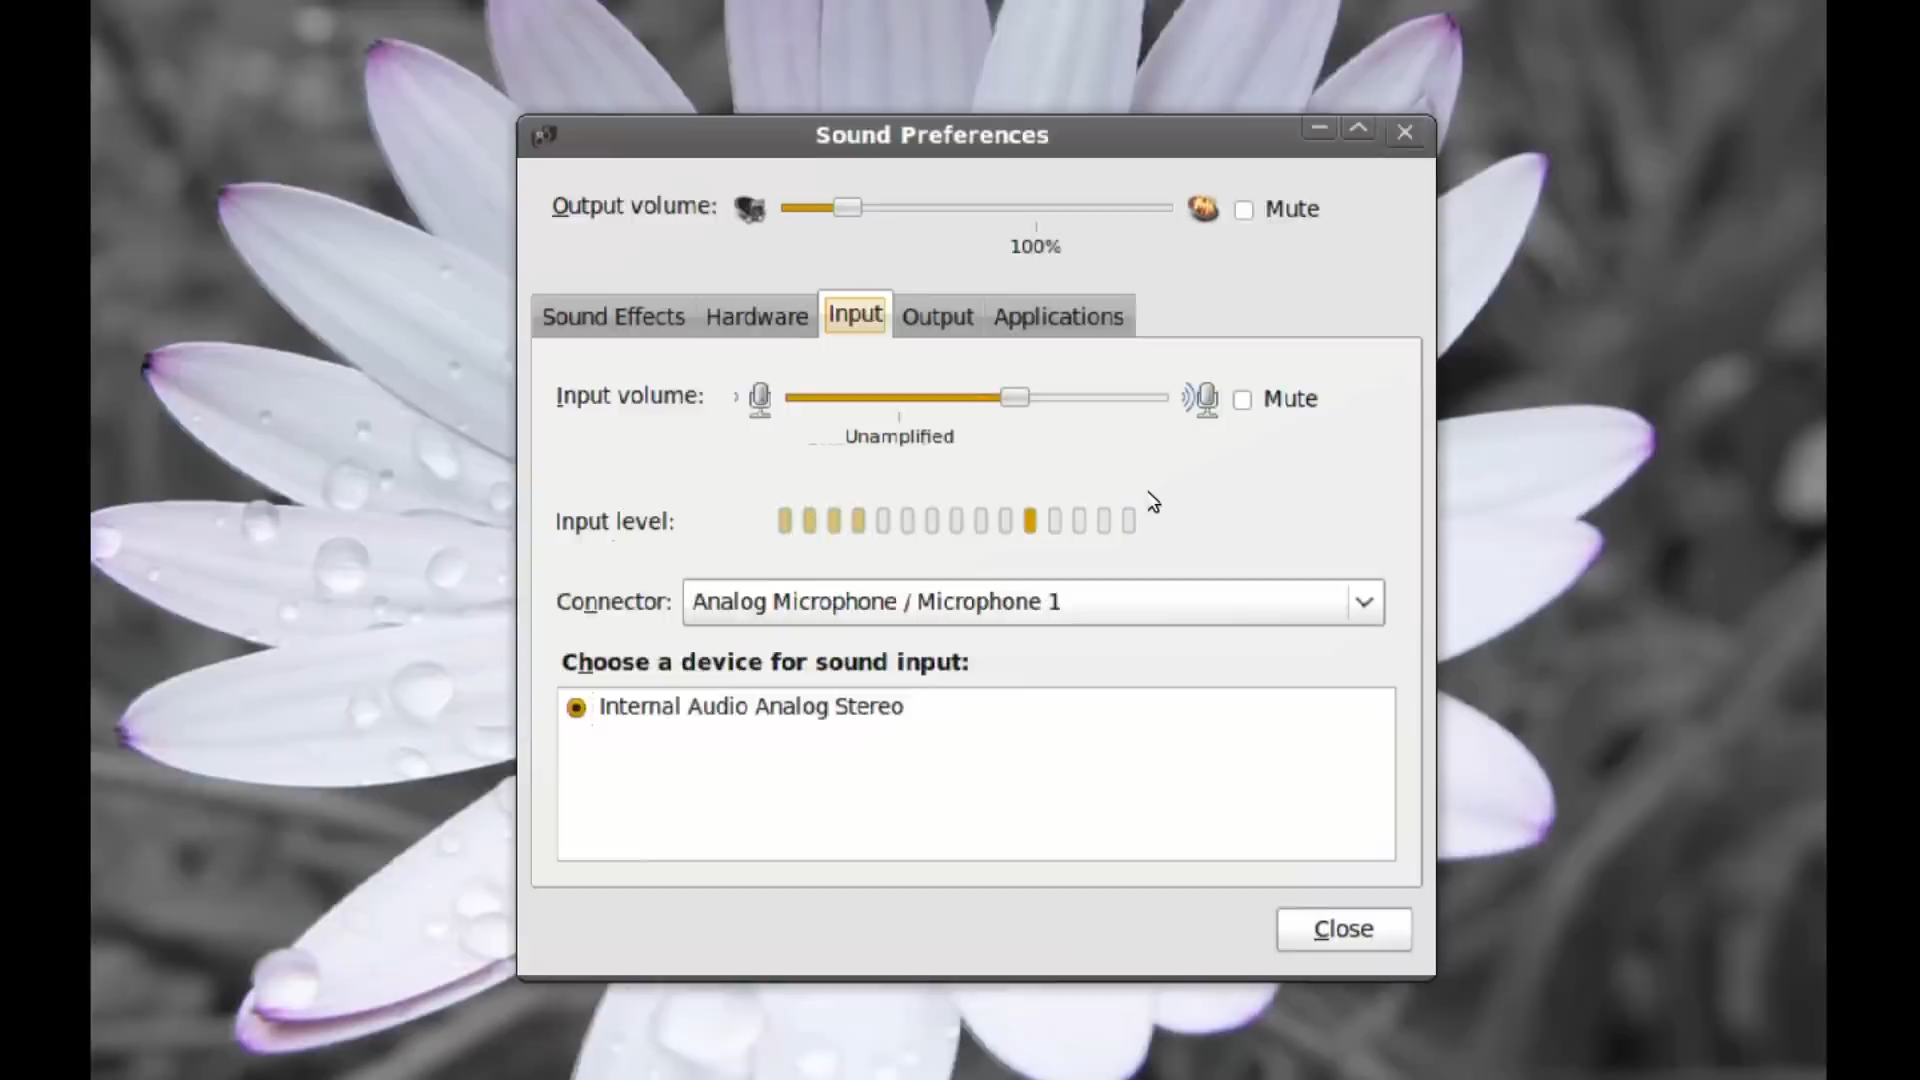 Sound Preferences
Output volume: Mute
100%
Sound Effects Hardware Input Output Applications
Input volume: Mute
Unamplified
Input level:
Connector: Analog Microphone / Microphone 1
Choose a device for sound input:
Internal Audio Analog Stereo
Close